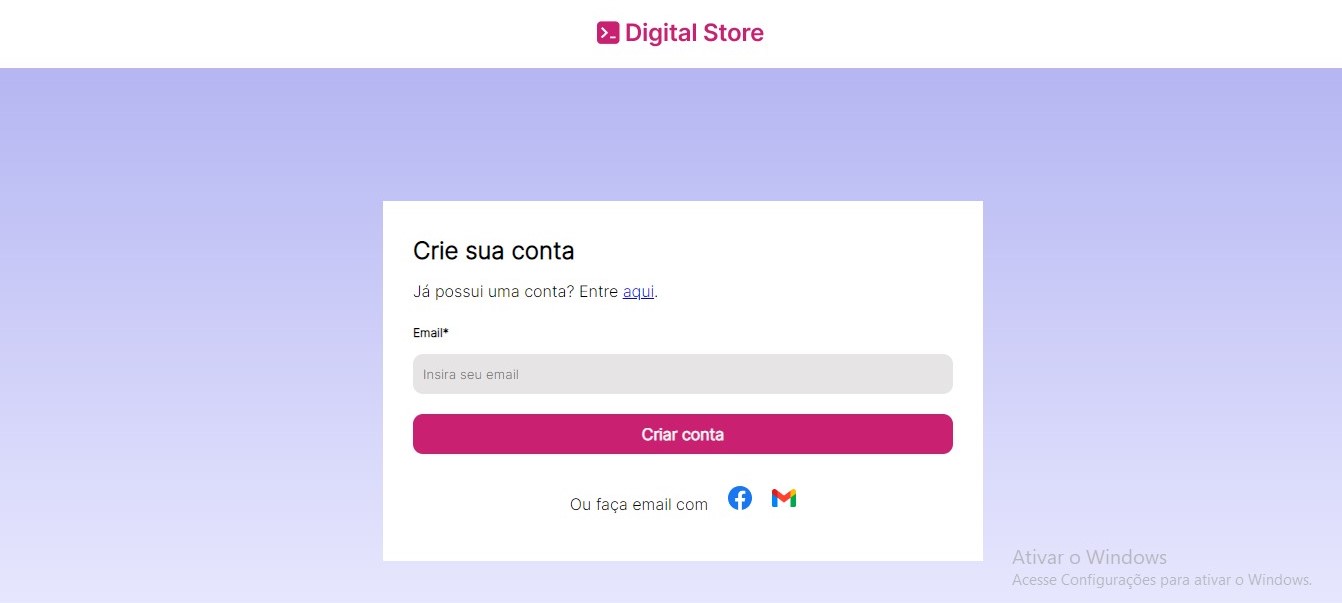 Digital Store
Crie sua conta
Já possui uma conta? Entre aqui.
Email*
Insira seu email
Criar conta
Ou faça email com
Ativar o Windows
Acesse Configurações para ativar o Windows.